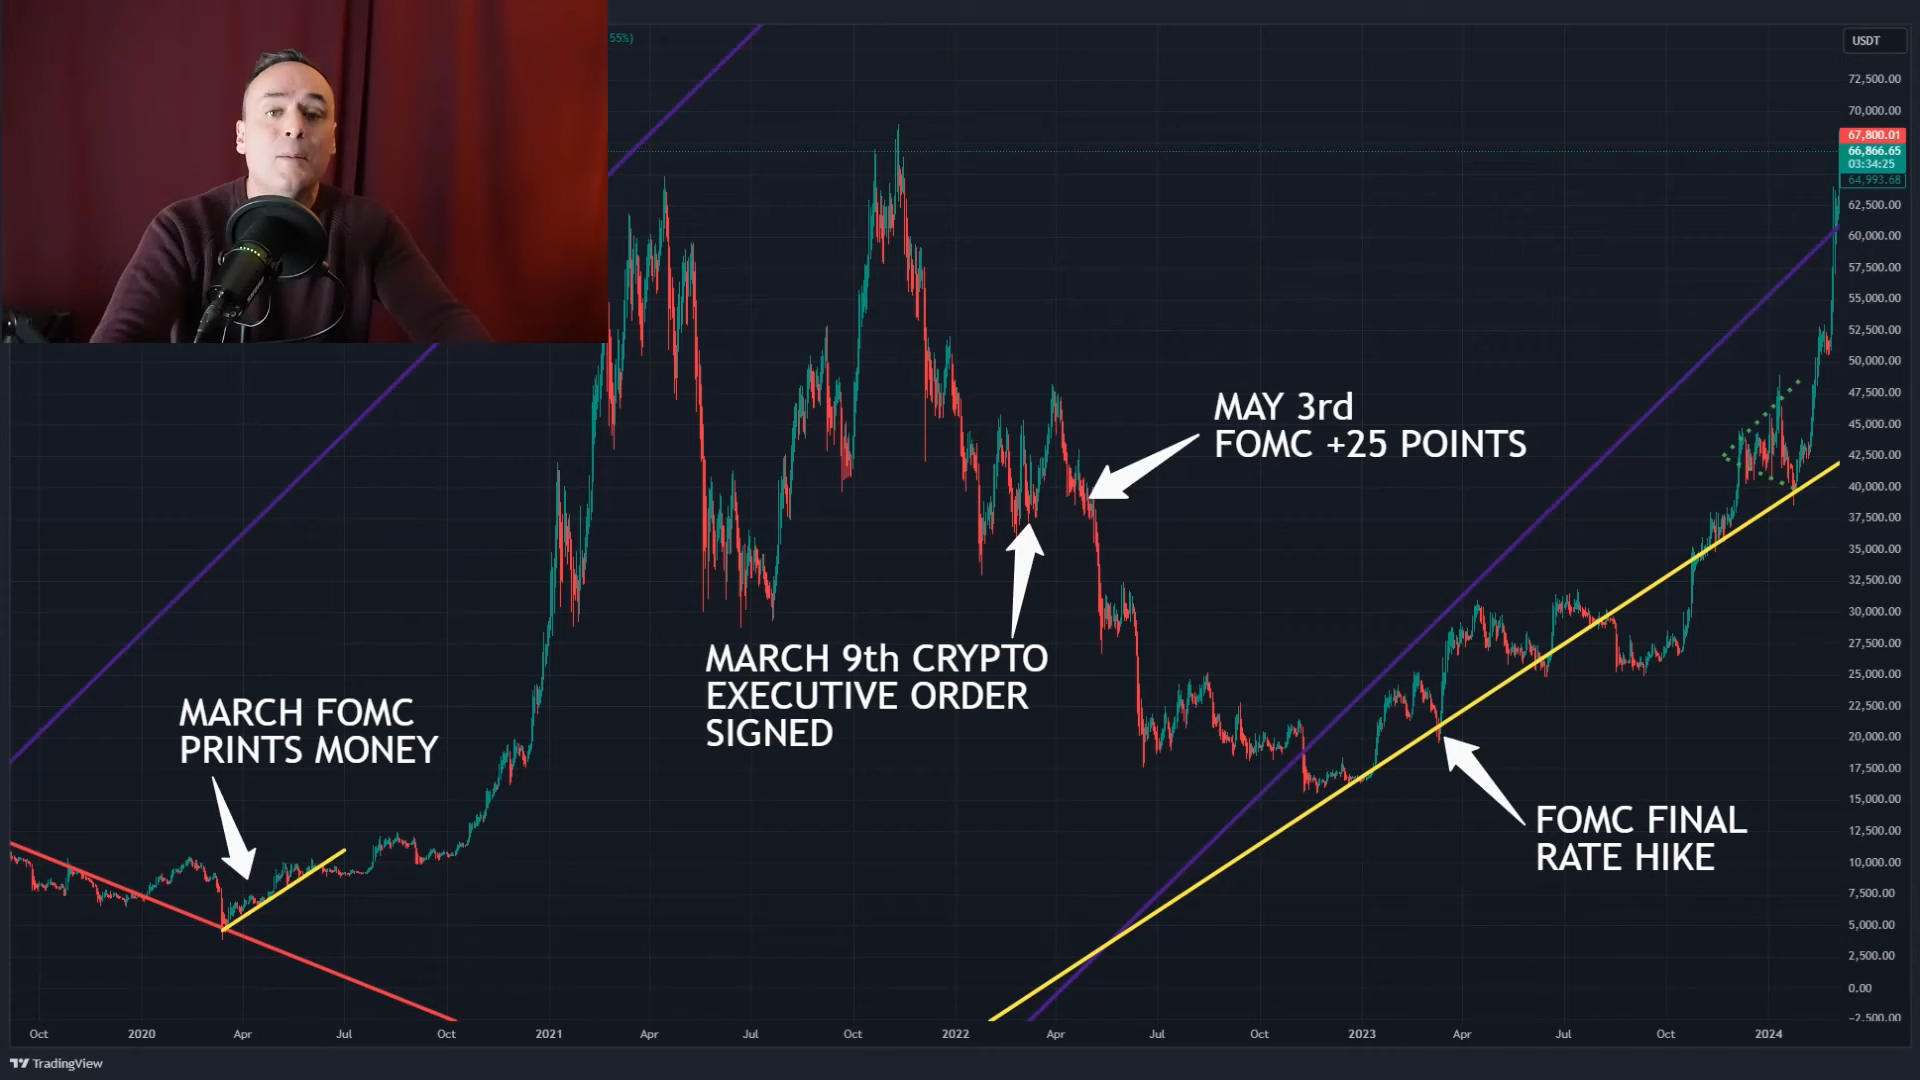 55%)
USDT
72,500.00
70,000.00
67,800.01
66,866.65
03:34:25
64,993.68
62,500.00
60,000.00
57,500.00
55,000.00
52,500.00
50,000.00
47,500.00
45,000.00
42,500.00
40,000.00
37,500.00
35,000.00
32,500.00
30,000.00
27,500.00
25,000.00
22,500.00
20,000.00
17,500.00
15,000.00
12,500.00
10,000.00
7,500.00
5,000.00
2,500.00
0.00
-2,500.00
MAY 3rd
FOMC +25 POINTS
MARCH 9th CRYPTO
EXECUTIVE ORDER
SIGNED
MARCH FOMC
PRINTS MONEY
FOMC FINAL
RATE HIKE
Oct 2020 Apr Jul Oct 2021 Apr Jul Oct 2022 Apr Jul Oct 2023 Apr Jul Oct 2024
TradingView